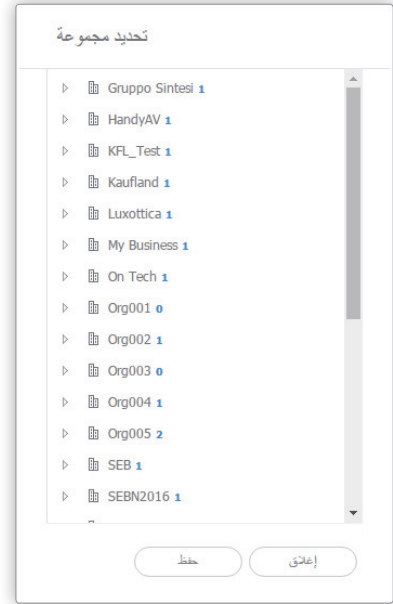 تحديد مجموعة
Gruppo Sintesi 1
HandyAV 1
KFL_Test 1
Kaufland 1
Luxottica 1
My Business 1
On Tech 1
Org001 0
Org002 1
Org003 0
Org004 1
Org005 2
SEB 1
SEBN2016 1
إغلاق
حفظ